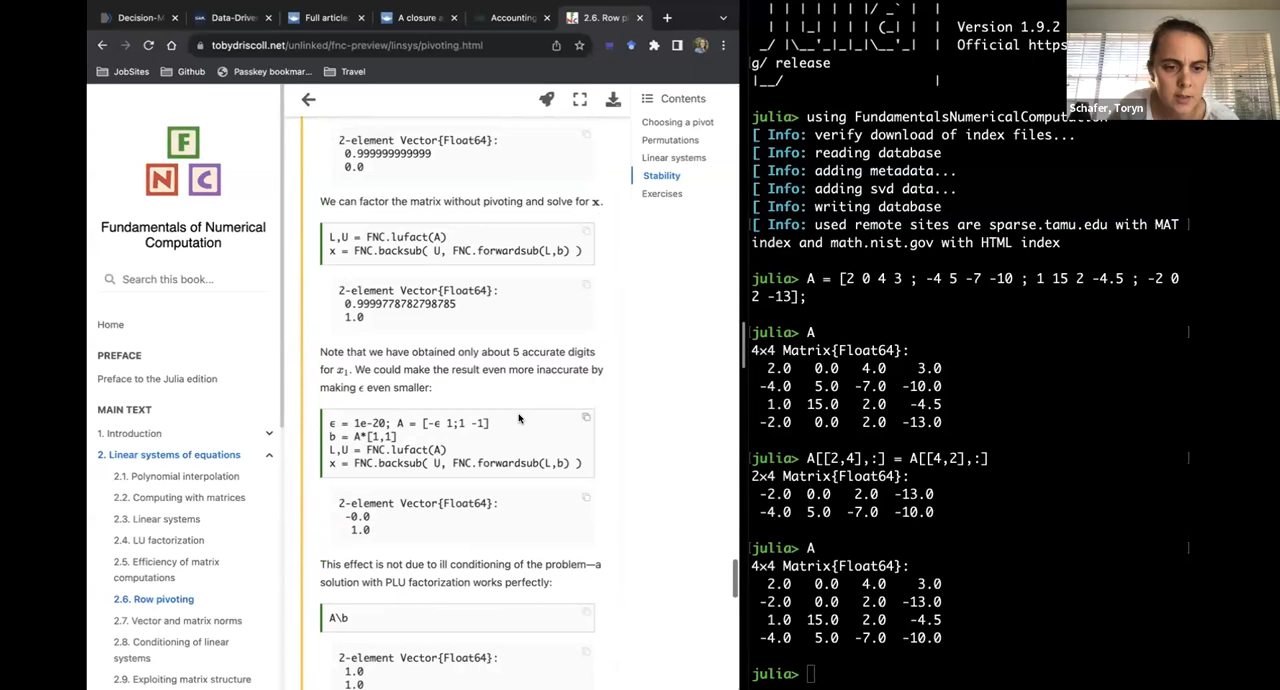 Decision-M
Data-Drive
Full article
A closure a
Accounting
2.6. Row p
tobydriscoll.net/unlinked/fnc-preview/linsys/pivoting.html
JobSites
Github
Passkey bookmar...
Travel
F
N C
Fundamentals of Numerical
Computation
Search this book...
Home
PREFACE
Preface to the Julia edition
MAIN TEXT
1. Introduction
2. Linear systems of equations
2.1. Polynomial interpolation
2.2. Computing with matrices
2.3. Linear systems
2.4. LU factorization
2.5. Efficiency of matrix
computations
2.6. Row pivoting
2.7. Vector and matrix norms
2.8. Conditioning of linear
systems
2.9. Exploiting matrix structure
2-element Vector{Float64}:
0.999999999999
0.0
We can factor the matrix without pivoting and solve for x.
L,U = FNC.lufact(A)
x = FNC.backsub( U, FNC.forwardsub(L,b) )
2-element Vector{Float64}:
0.9999778782798785
1.0
Note that we have obtained only about 5 accurate digits
for x₁. We could make the result even more inaccurate by
making ϵ even smaller:
ϵ = 1e-20; A = [-ϵ 1;1 -1]
b = A*[1,1]
L,U = FNC.lufact(A)
x = FNC.backsub( U, FNC.forwardsub(L,b) )
2-element Vector{Float64}:
-0.0
1.0
This effect is not due to ill conditioning of the problem—a
solution with PLU factorization works perfectly:
A\b
2-element Vector{Float64}:
1.0
1.0
Contents
Choosing a pivot
Permutations
Linear systems
Stability
Exercises
| | | | | | |/ _` | |
| | |_| | | | (_| | | Version 1.9.2
_/ |\__'_|_|_|\__'_| | Official https
g/ release
|__/ |
Schafer, Toryn
julia> using FundamentalsNumericalComputation
[ Info: verify download of index files...
[ Info: reading database
[ Info: adding metadata...
[ Info: adding svd data...
[ Info: writing database
[ Info: used remote sites are sparse.tamu.edu with MAT
index and math.nist.gov with HTML index
julia> A = [2 0 4 3 ; -4 5 -7 -10 ; 1 15 2 -4.5 ; -2 0
2 -13];
julia> A
4×4 Matrix{Float64}:
2.0 0.0 4.0 3.0
-4.0 5.0 -7.0 -10.0
1.0 15.0 2.0 -4.5
-2.0 0.0 2.0 -13.0
julia> A[[2,4],:] = A[[4,2],:]
2×4 Matrix{Float64}:
-2.0 0.0 2.0 -13.0
-4.0 5.0 -7.0 -10.0
julia> A
4×4 Matrix{Float64}:
2.0 0.0 4.0 3.0
-2.0 0.0 2.0 -13.0
1.0 15.0 2.0 -4.5
-4.0 5.0 -7.0 -10.0
julia>